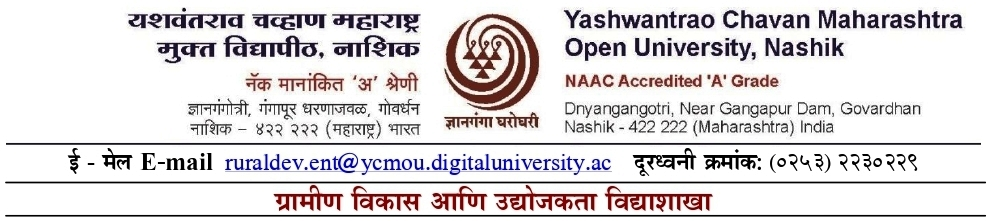 यशवंतराव चव्हाण महाराष्ट्र
मुक्त विद्यापीठ, नाशिक
नॅक मानांकित 'अ' श्रेणी
ज्ञानगंगोत्री, गंगापूर धरणाजवळ, गोवर्धन
नाशिक – ४२२ २२२ (महाराष्ट्र) भारत
ज्ञानगंगा घरोघरी
Yashwantrao Chavan Maharashtra
Open University, Nashik
NAAC Accredited 'A' Grade
Dnyangangotri, Near Gangapur Dam, Govardhan
Nashik - 422 222 (Maharashtra) India
ई - मेल E-mail ruraldev.ent@ycmou.digitaluniversity.ac दूरध्वनी क्रमांक: (०२५३) २२३०२२९
ग्रामीण विकास आणि उद्योजकता विद्याशाखा